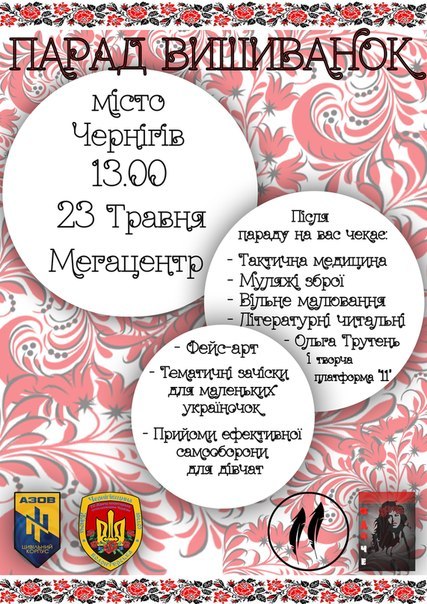 ПАРАД ВИШИВАНОК
місто
Чернігів
13.00
23 Травня
Мегацентр
Після
параду на вас чекає:
- Тактична медицина
- Муляжі зброї
- Вільне малювання
- Літературні читальні
- Ольга Трутень
і творча
платформа "11"
- Фейс-арт
- Тематичні зачіски
для маленьких
україночок
- Прийоми ефективної
самооборони
для дівчат
АЗОВ
ЦИВІЛЬНИЙ
КОРПУС
Чернігівщина